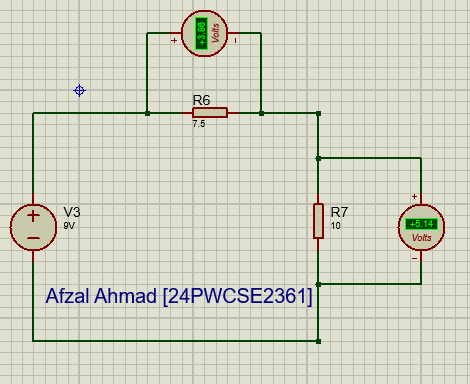 +3.86
Volts
R6
7.5
V3
9V
R7
10
+5.14
Volts
Afzal Ahmad [24PWCSE2361]